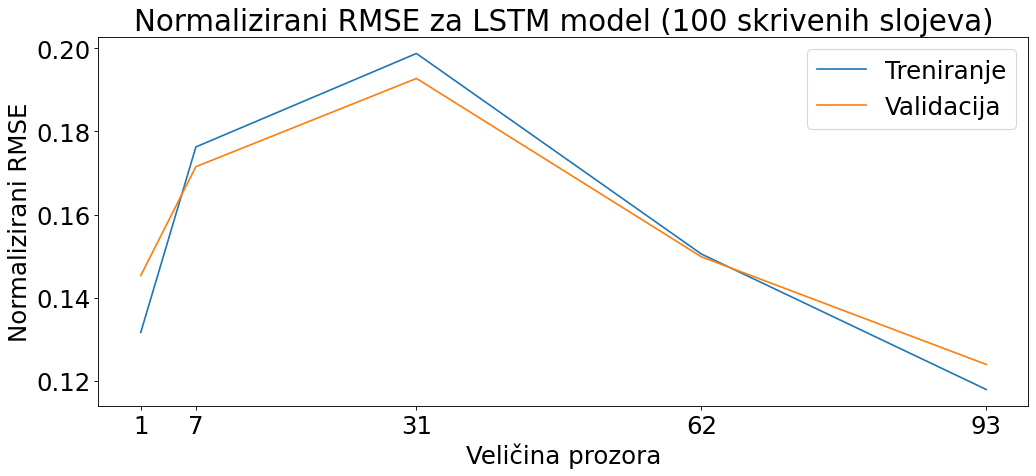 Normalizirani RMSE za LSTM model (100 skrivenih slojeva)
Normalizirani RMSE
0.20
0.18
0.16
0.14
0.12
Treniranje
Validacija
1 7 31 62 93
Veličina prozora